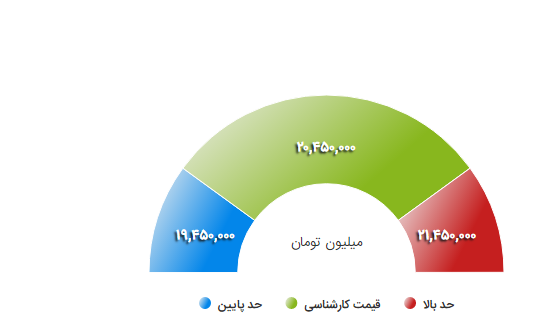 ۲۰,۴۵۰,۰۰۰
۲۱,۴۵۰,۰۰۰
۱۹,۴۵۰,۰۰۰
میلیون تومان
حد بالا
قیمت کارشناسی
حد پایین